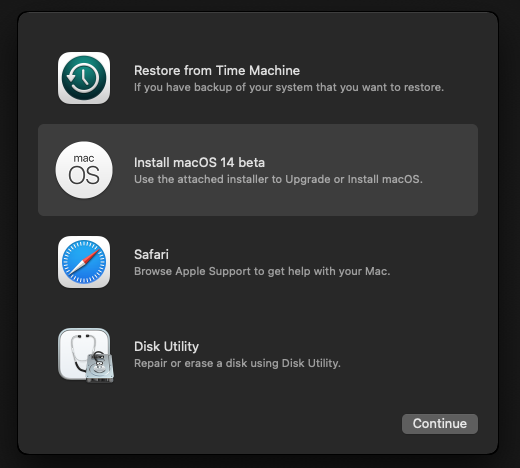 Restore from Time Machine
If you have backup of your system that you want to restore.
mac
OS
Install macOS 14 beta
Use the attached installer to Upgrade or Install macOS.
Safari
Browse Apple Support to get help with your Mac.
Disk Utility
Repair or erase a disk using Disk Utility.
Continue